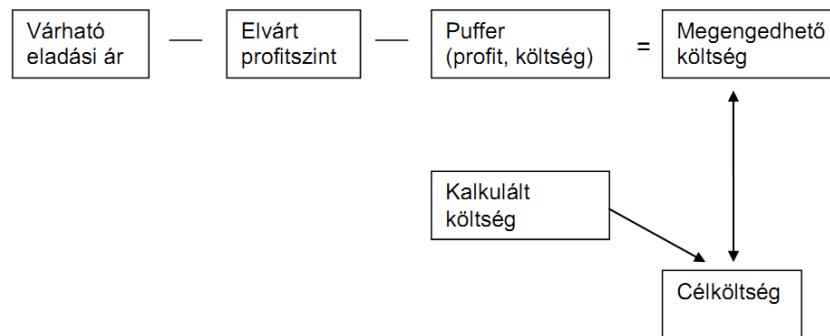 Várható
eladási ár
—
Elvárt
profitszint
—
Puffer
(profit, költség)
=
Megengedhető
költség
Kalkulált
költség
Célköltség